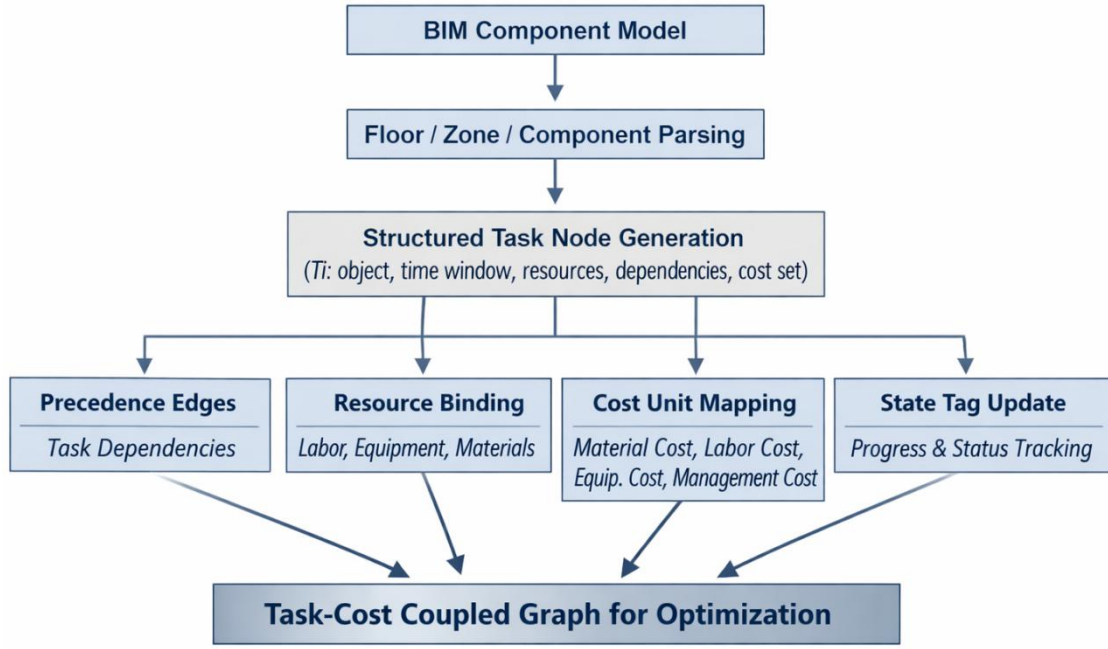 BIM Component Model
Floor / Zone / Component Parsing
Structured Task Node Generation
(Ti: object, time window, resources, dependencies, cost set)
Precedence Edges
Task Dependencies
Resource Binding
Labor, Equipment, Materials
Cost Unit Mapping
Material Cost, Labor Cost,
Equip. Cost, Management Cost
State Tag Update
Progress & Status Tracking
Task-Cost Coupled Graph for Optimization